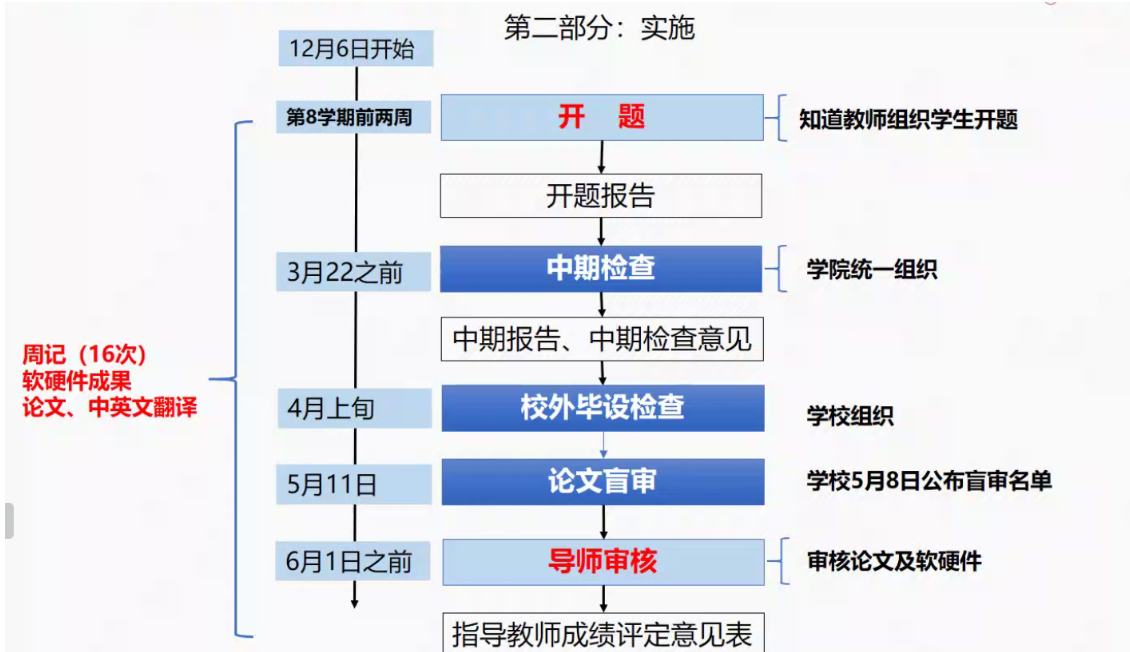 第二部分：实施
12月6日开始
第8学期前两周
开 题
知道教师组织学生开题
开题报告
3月22之前
中期检查
学院统一组织
中期报告、中期检查意见
周记（16次）
软硬件成果
论文、中英文翻译
4月上旬
校外毕设检查
学校组织
5月11日
论文盲审
学校5月8日公布盲审名单
6月1日之前
导师审核
审核论文及软硬件
指导教师成绩评定意见表